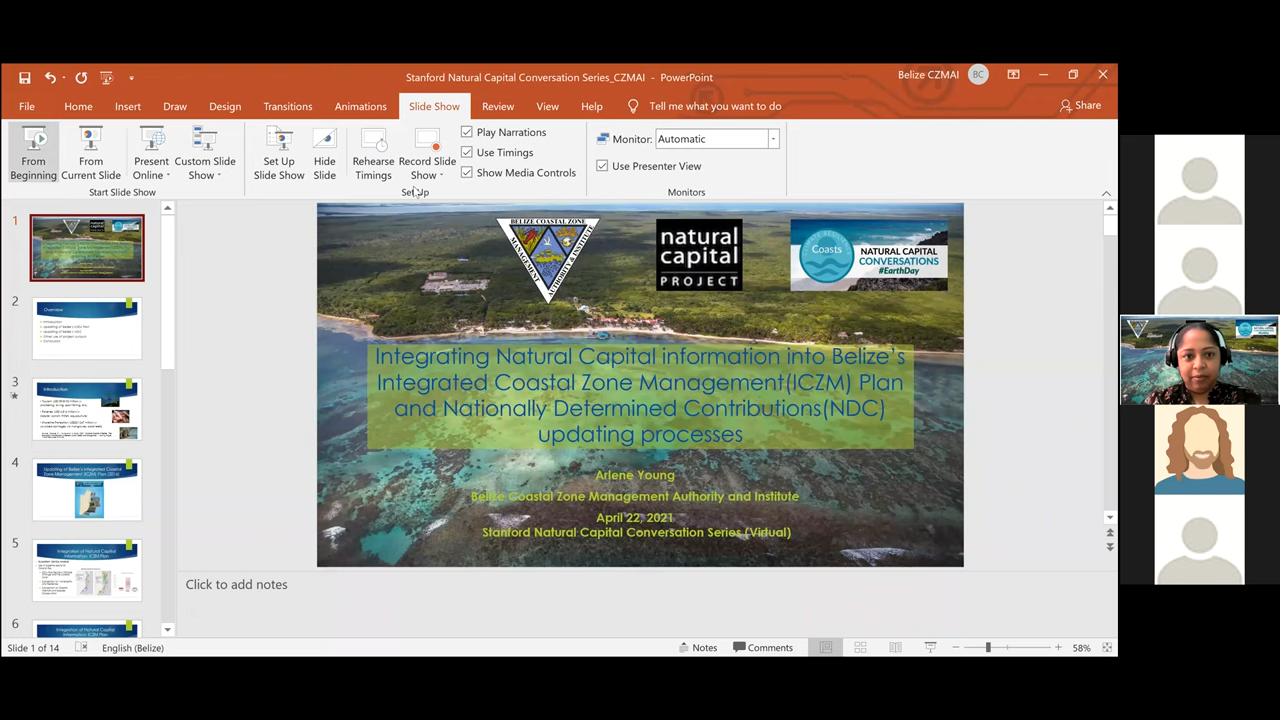 Stanford Natural Capital Conversation Series_CZMAI - PowerPoint
Belize CZMAI
BC
File
Home
Insert
Draw
Design
Transitions
Animations
Slide Show
Review
View
Help
Tell me what you want to do
Share
From Beginning
From Current Slide
Present Online
Custom Slide Show
Start Slide Show
Set Up Slide Show
Hide Slide
Rehearse Timings
Record Slide Show
Play Narrations
Use Timings
Show Media Controls
Set Up
Monitor: Automatic
Use Presenter View
Monitors
1
2
Overview
3
Introduction
4
Updating of Belize's Integrated Coastal
Zone Management (ICZM) Plan (2016)
5
Integration of Natural Capital
Information: ICZM Plan
6
Integration of Natural Capital
Information: ICZM Plan
BELIZE COASTAL ZONE
MANAGEMENT
AUTHORITY & INSTITUTE
natural
capital
PROJECT
Coasts
NATURAL CAPITAL
CONVERSATIONS
#EarthDay
Integrating Natural Capital information into Belize's
Integrated Coastal Zone Management(ICZM) Plan
and Nationally Determined Contributions(NDC)
updating processes
Arlene Young
Belize Coastal Zone Management Authority and Institute
April 22, 2021
Stanford Natural Capital Conversation Series (Virtual)
Click to add notes
Slide 1 of 14
English (Belize)
Notes
Comments
58%